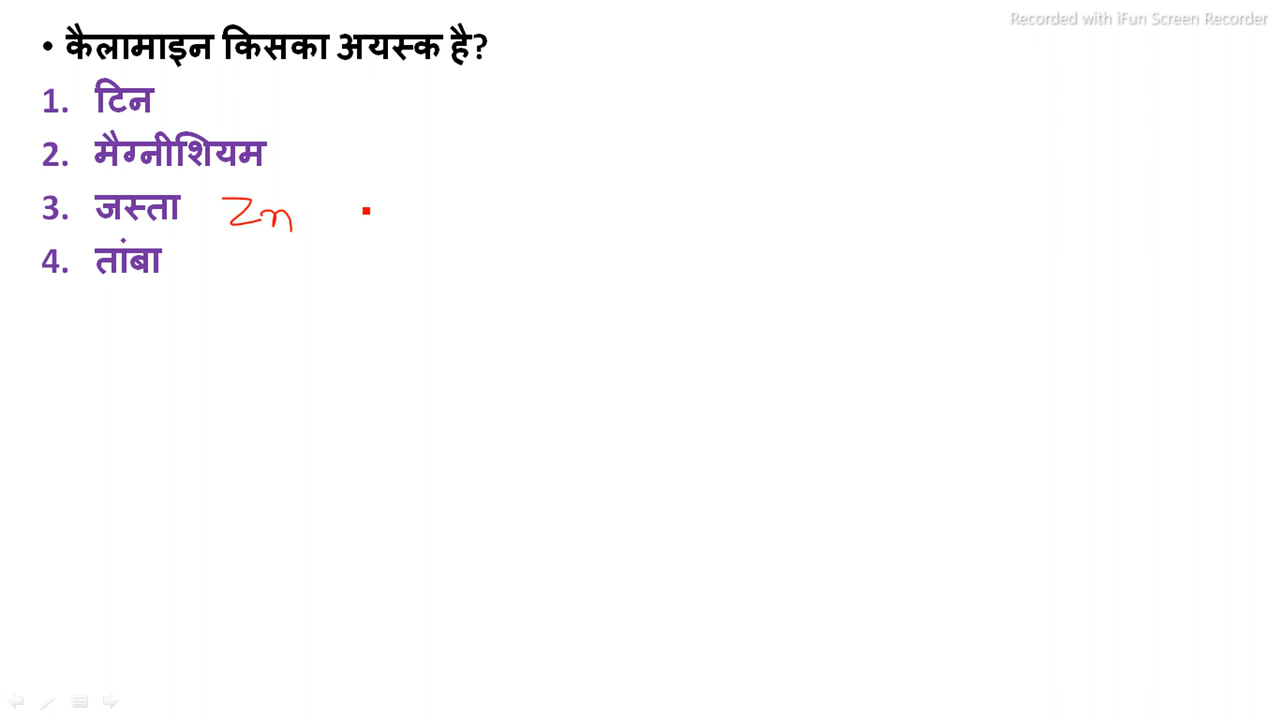 Recorded with iFun Screen Recorder
• कैलामाइन किसका अयस्क है?
1. टिन
2. मैग्नीशियम
3. जस्ता Zn
4. तांबा